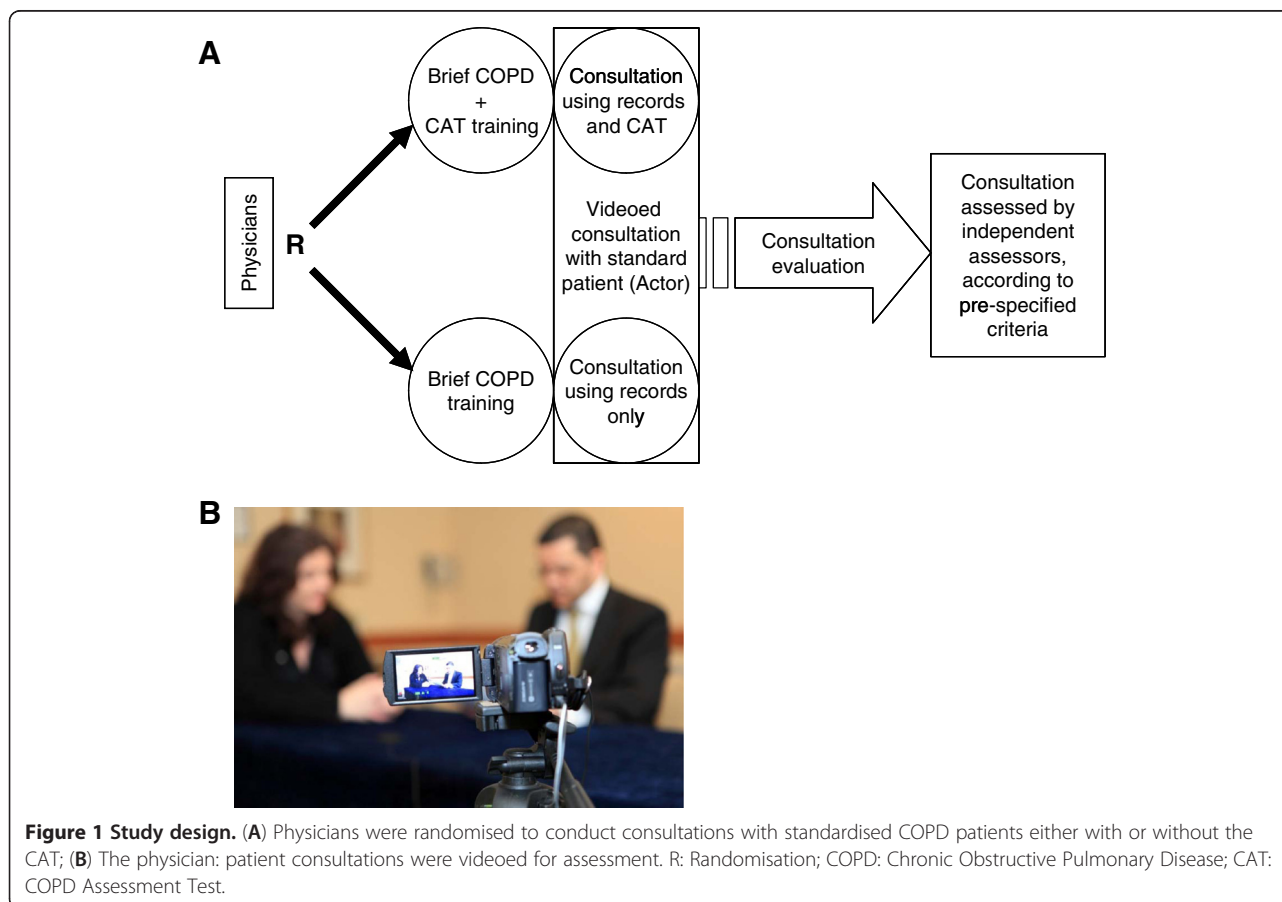 A
Physicians
R
Brief COPD
+
CAT training
Consultation
using records
and CAT
Videoed
consultation
with standard
patient (Actor)
Brief COPD
training
Consultation
using records
only
Consultation
evaluation
Consultation
assessed by
independent
assessors,
according to
pre-specified
criteria
B
Figure 1 Study design. (A) Physicians were randomised to conduct consultations with standardised COPD patients either with or without the
CAT; (B) The physician: patient consultations were videoed for assessment. R: Randomisation; COPD: Chronic Obstructive Pulmonary Disease; CAT:
COPD Assessment Test.